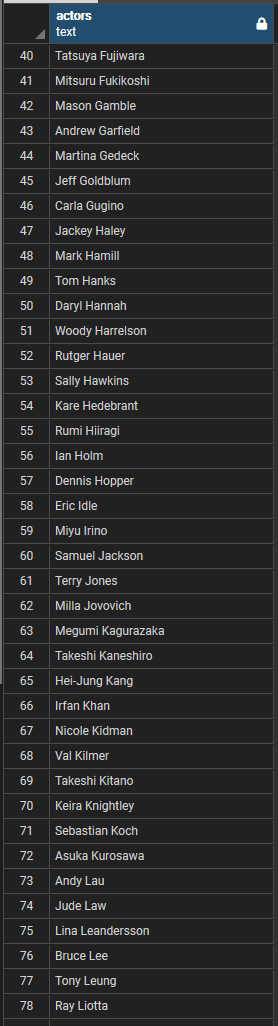 actors
text
40 Tatsuya Fujiwara
41 Mitsuru Fukikoshi
42 Mason Gamble
43 Andrew Garfield
44 Martina Gedeck
45 Jeff Goldblum
46 Carla Gugino
47 Jackey Haley
48 Mark Hamill
49 Tom Hanks
50 Daryl Hannah
51 Woody Harrelson
52 Rutger Hauer
53 Sally Hawkins
54 Kare Hedebrant
55 Rumi Hiiragi
56 Ian Holm
57 Dennis Hopper
58 Eric Idle
59 Miyu Irino
60 Samuel Jackson
61 Terry Jones
62 Milla Jovovich
63 Megumi Kagurazaka
64 Takeshi Kaneshiro
65 Hei-Jung Kang
66 Irfan Khan
67 Nicole Kidman
68 Val Kilmer
69 Takeshi Kitano
70 Keira Knightley
71 Sebastian Koch
72 Asuka Kurosawa
73 Andy Lau
74 Jude Law
75 Lina Leandersson
76 Bruce Lee
77 Tony Leung
78 Ray Liotta